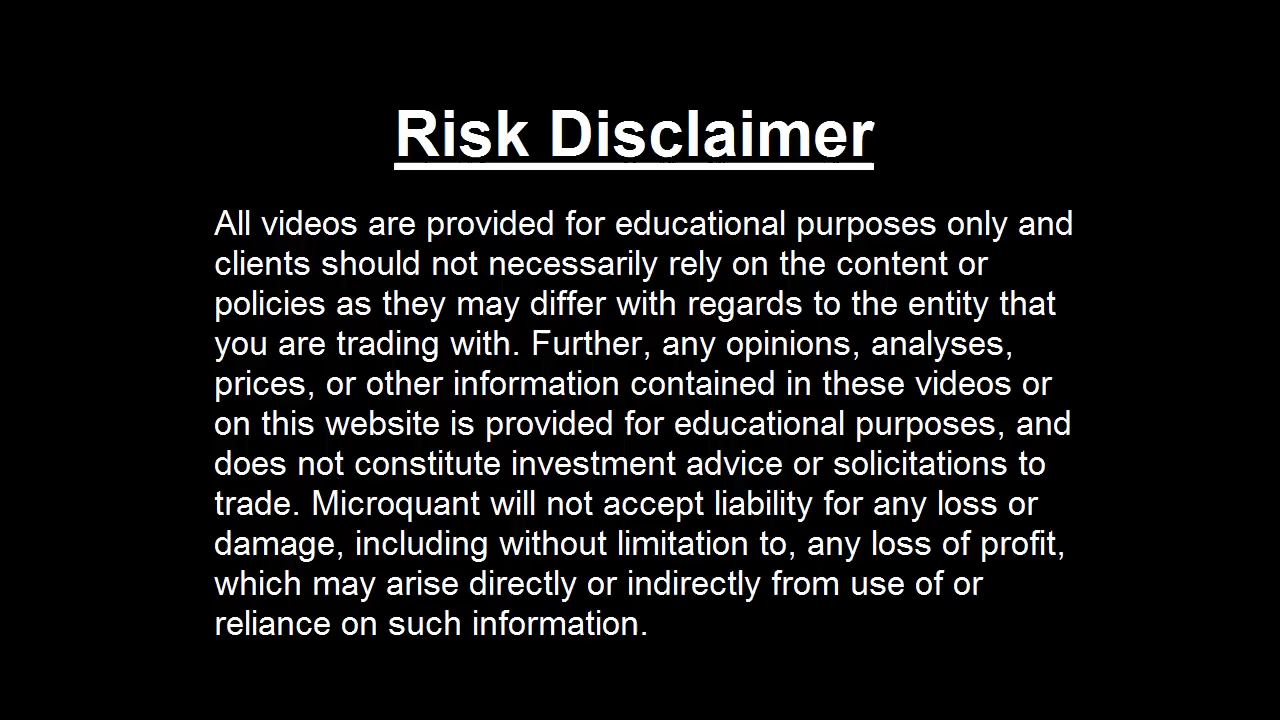 Risk Disclaimer
All videos are provided for educational purposes only and
clients should not necessarily rely on the content or
policies as they may differ with regards to the entity that
you are trading with. Further, any opinions, analyses,
prices, or other information contained in these videos or
on this website is provided for educational purposes, and
does not constitute investment advice or solicitations to
trade. Microquant will not accept liability for any loss or
damage, including without limitation to, any loss of profit,
which may arise directly or indirectly from use of or
reliance on such information.